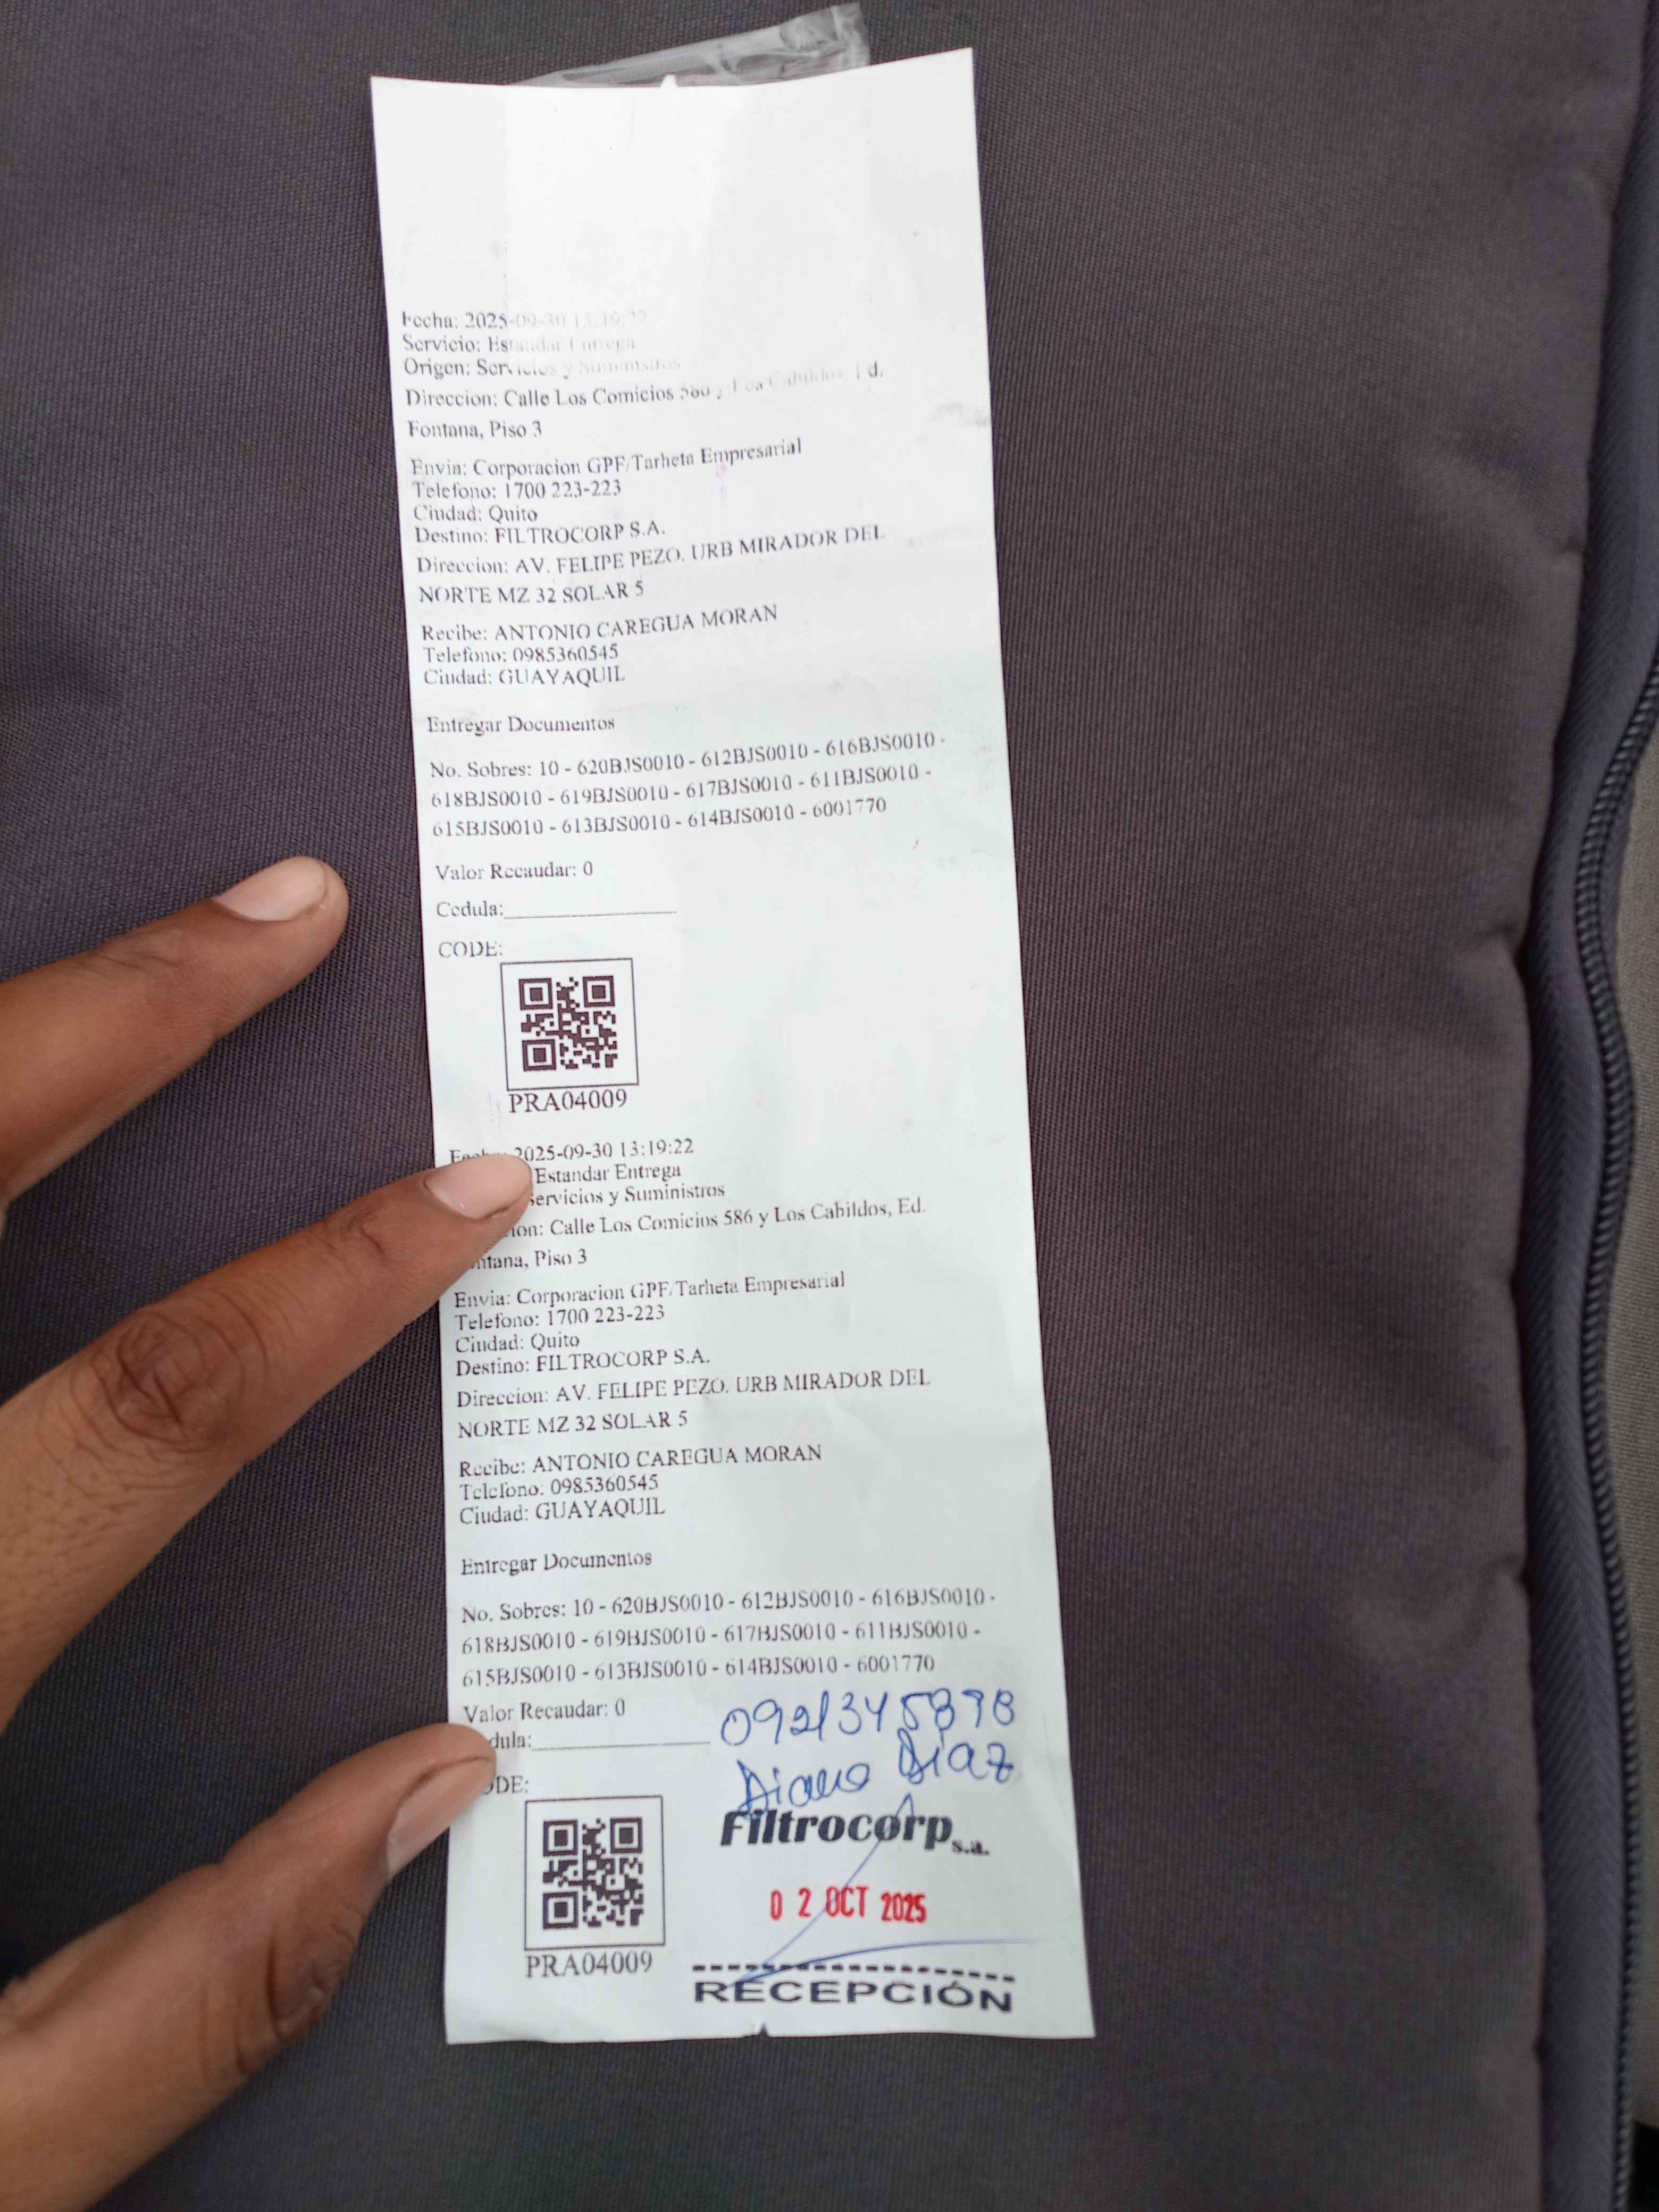 Fecha: 2025-09-30 13:19:22
Servicio: Estandar Entrega
Origen: Servicios y Suministros
Direccion: Calle Los Comicios 586 y Los Cabildos, Ed.
Fontana, Piso 3
Envia: Corporacion GPF/Tarheta Empresarial
Telefono: 1700 223-223
Ciudad: Quito
Destino: FILTROCORP S.A.
Direccion: AV. FELIPE PEZO. URB MIRADOR DEL
NORTE MZ 32 SOLAR 5
Recibe: ANTONIO CAREGUA MORAN
Telefono: 0985360545
Ciudad: GUAYAQUIL
Entregar Documentos
No. Sobres: 10 - 620BJS0010 - 612BJS0010 - 616BJS0010 -
618BJS0010 - 619BJS0010 - 617BJS0010 - 611BJS0010 -
615BJS0010 - 613BJS0010 - 614BJS0010 - 6001770
Valor Recaudar: 0
Cedula:
CODE:
PRA04009
2025-09-30 13:19:22
Estandar Entrega
Servicios y Suministros
ion: Calle Los Comicios 586 y Los Cabildos, Ed.
ntana, Piso 3
Envia: Corporacion GPF/Tarheta Empresarial
Telefono: 1700 223-223
Ciudad: Quito
Destino: FILTROCORP S.A.
Direccion: AV. FELIPE PEZO. URB MIRADOR DEL
NORTE MZ 32 SOLAR 5
Recibe: ANTONIO CAREGUA MORAN
Telefono: 0985360545
Ciudad: GUAYAQUIL
Entregar Documentos
No. Sobres: 10 - 620BJS0010 - 612BJS0010 - 616BJS0010 -
618BJS0010 - 619BJS0010 - 617BJS0010 - 611BJS0010 -
615BJS0010 - 613BJS0010 - 614BJS0010 - 6001770
Valor Recaudar: 0
dula:
Diana Diaz
ODE:
Filtrocorp s.a.
02 OCT 2025
PRA04009
RECEPCIÓN